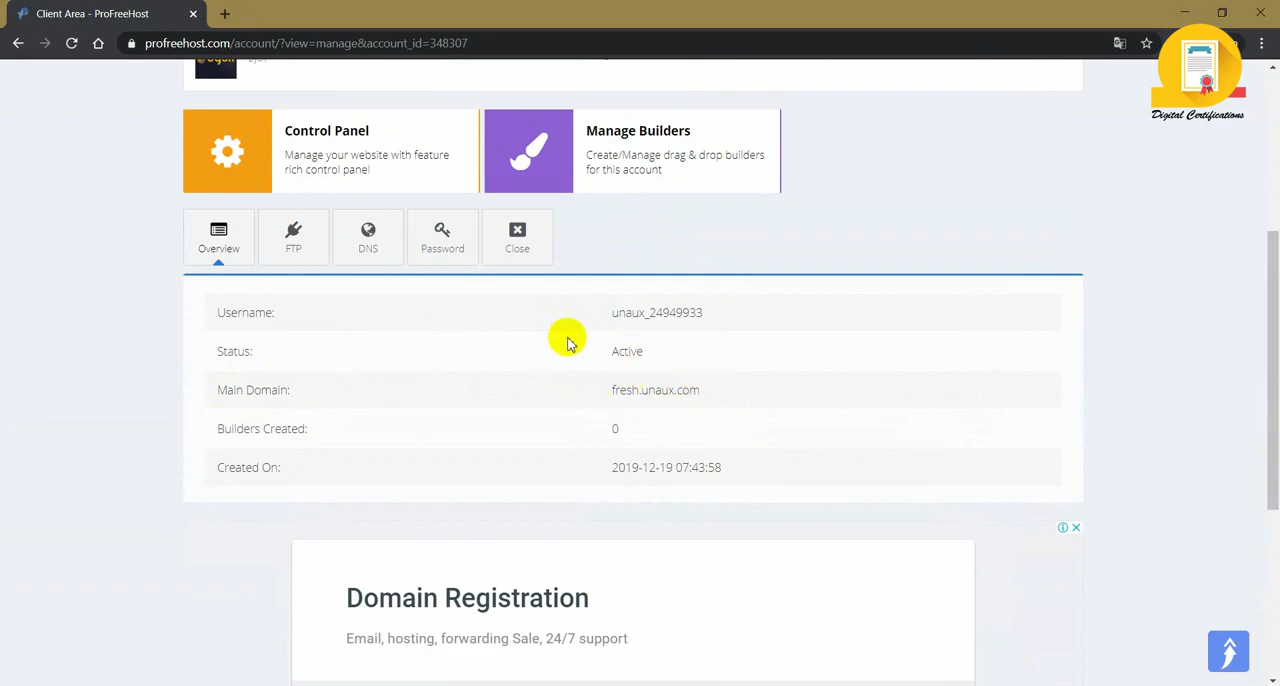 Client Area - ProFreeHost
profreehost.com/account/?view=manage&account_id=348307
Digital Certifications
Control Panel
Manage your website with feature
rich control panel
Manage Builders
Create/Manage drag & drop builders
for this account
Overview
FTP
DNS
Password
Close
Username: unaux_24949933
Status: Active
Main Domain: fresh.unaux.com
Builders Created: 0
Created On: 2019-12-19 07:43:58
Domain Registration
Email, hosting, forwarding Sale, 24/7 support